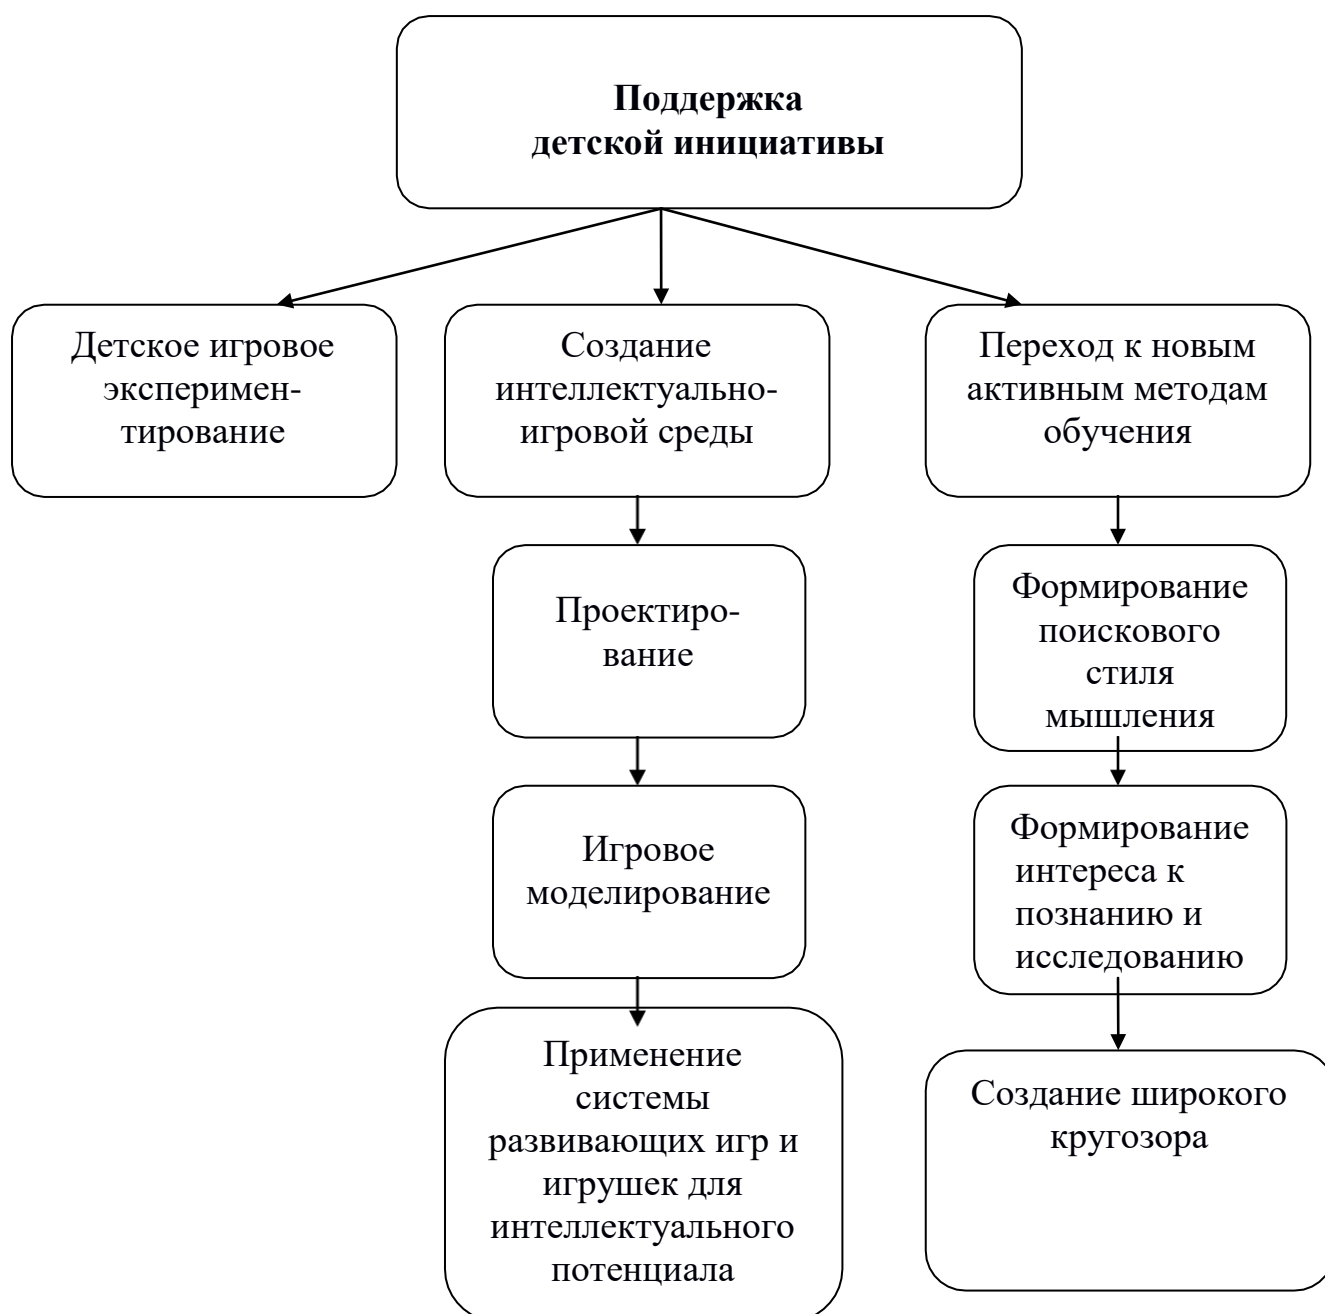 Поддержка
детской инициативы
Детское игровое
эксперимен-
тирование
Создание
интеллектуально-
игровой среды
Переход к новым
активным методам
обучения
Проектиро-
вание
Формирование
поискового
стиля
мышления
Игровое
моделирование
Формирование
интереса к
познанию и
исследованию
Применение
системы
развивающих игр и
игрушек для
интеллектуального
потенциала
Создание широкого
кругозора